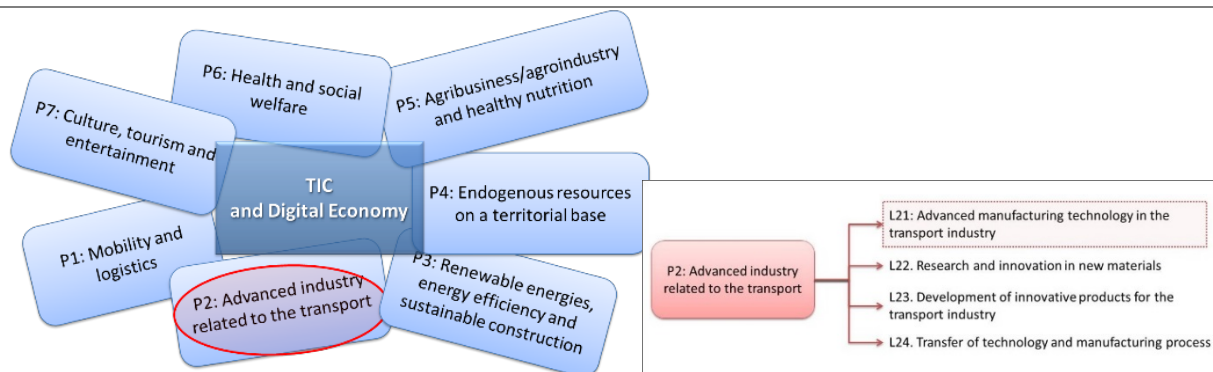 P6: Health and social
welfare
P5: Agribusiness/agroindustry
and healthy nutrition
P7: Culture, tourism and
entertainment
TIC
and Digital Economy
P4: Endogenous resources
on a territorial base
P1: Mobility and
logistics
P2: Advanced industry
related to the transport
P3: Renewable energies,
energy efficiency and
sustainable construction
P2: Advanced industry
related to the transport
L21: Advanced manufacturing technology in the
transport industry
L22. Research and innovation in new materials
L23. Development of innovative products for the
transport industry
L24. Transfer of technology and manufacturing process